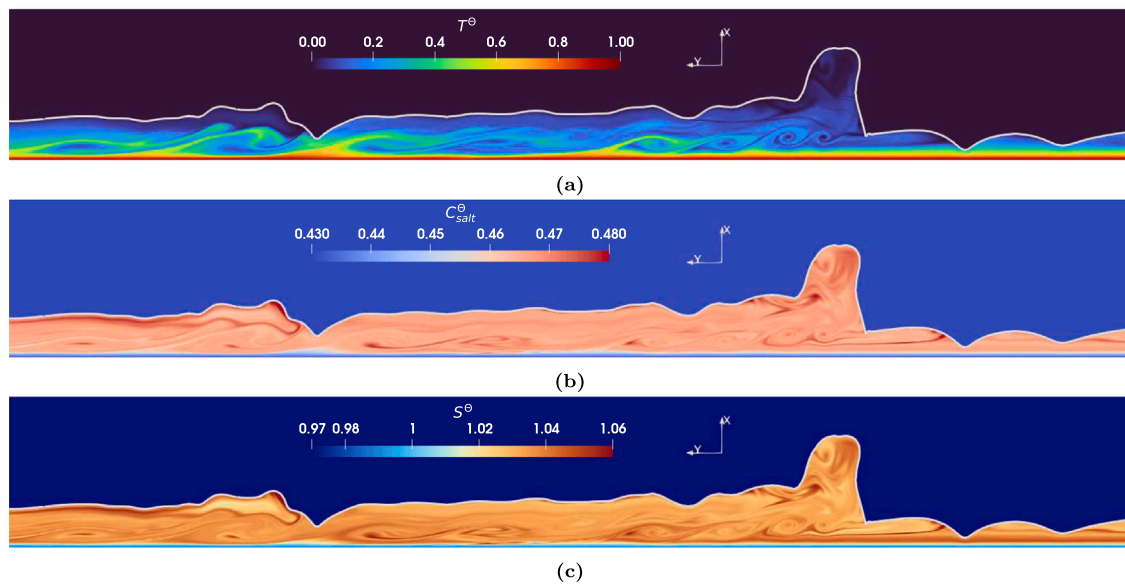 T^Θ
0.00 0.2 0.4 0.6 0.8 1.00
X
Y
(a)
C^Θ_salt
0.430 0.44 0.45 0.46 0.47 0.480
X
Y
(b)
S^Θ
0.97 0.98 1 1.02 1.04 1.06
X
Y
(c)